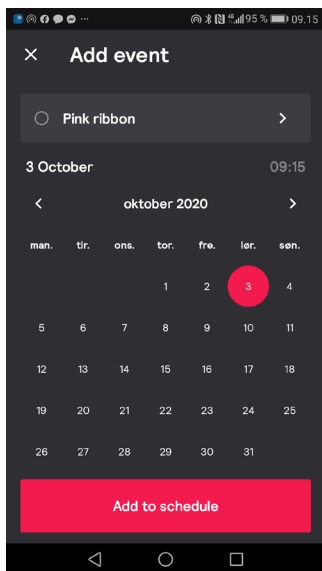 95 % 09.15
Add event
Pink ribbon
3 October 09:15
oktober 2020
man. tir. ons. tor. fre. lør. søn.
1 2 3 4
5 6 7 8 9 10 11
12 13 14 15 16 17 18
19 20 21 22 23 24 25
26 27 28 29 30 31
Add to schedule